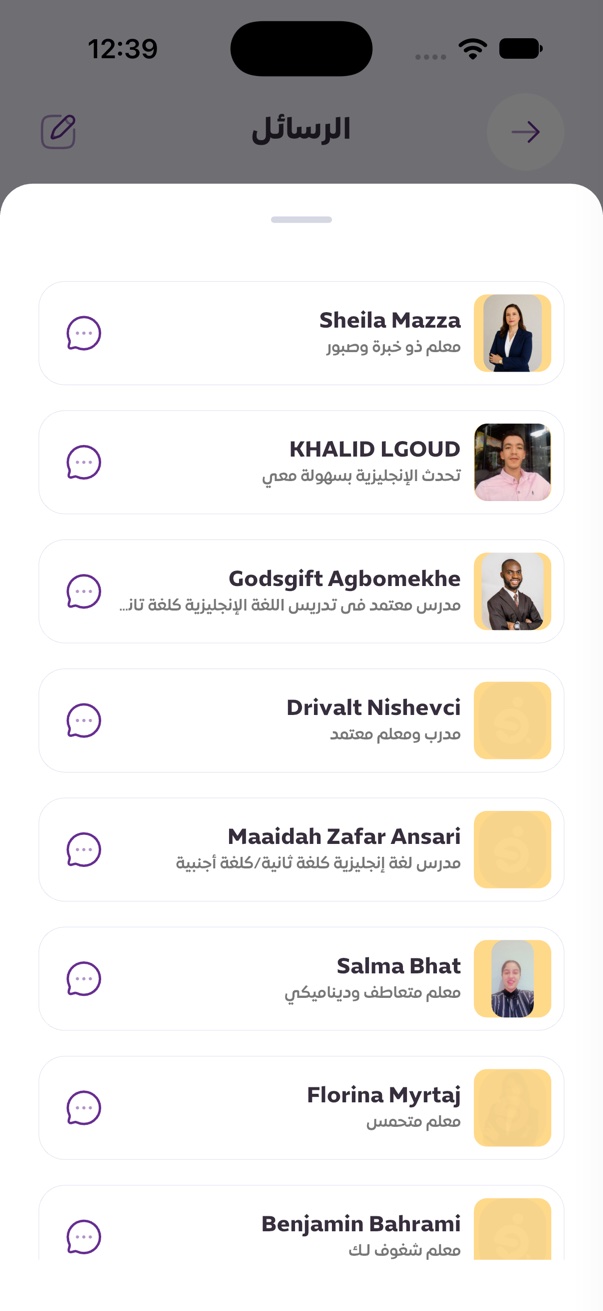 12:39
الرسائل
Sheila Mazza
معلم ذو خبرة وصبور
KHALID LGOUD
تحدث الإنجليزية بسهولة معي
Godsgift Agbomekhe
مدرس معتمد في تدريس اللغة الإنجليزية كلغة ثاذ...
Drivalt Nishevci
مدرب ومعلم معتمد
Maaidah Zafar Ansari
مدرس لغة إنجليزية كلغة ثانية/كلغة أجنبية
Salma Bhat
معلم متعاطف وديناميكي
Florina Myrtaj
معلم متحمس
Benjamin Bahrami
معلم شغوف لك